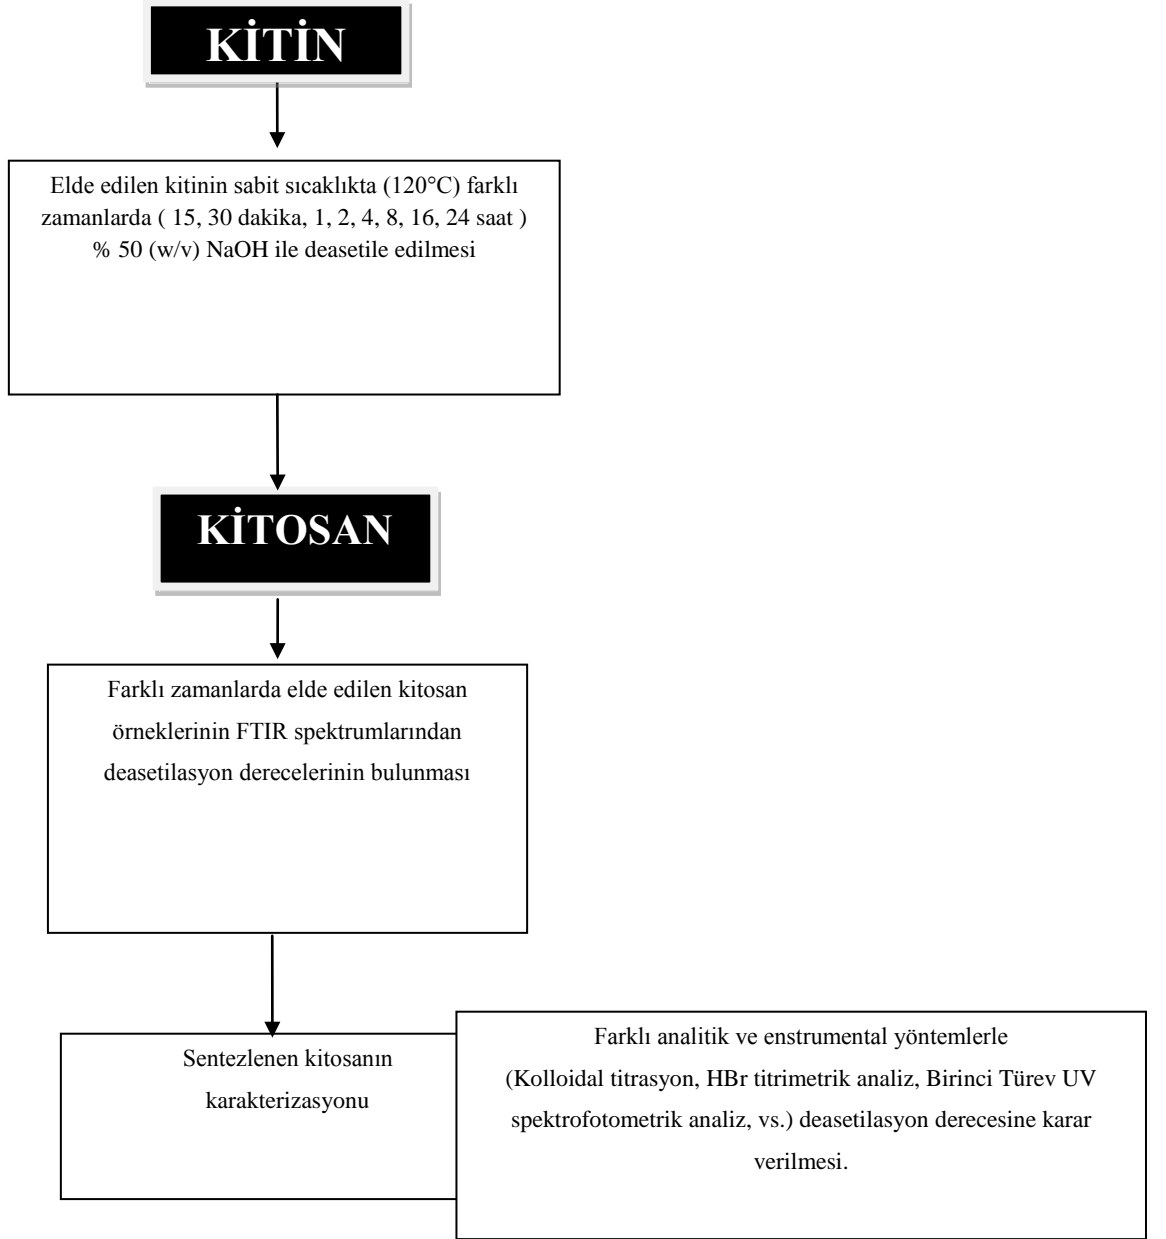 KİTİN
Elde edilen kitinin sabit sıcaklıkta (120°C) farklı
zamanlarda ( 15, 30 dakika, 1, 2, 4, 8, 16, 24 saat )
% 50 (w/v) NaOH ile deasetile edilmesi
KİTOSAN
Farklı zamanlarda elde edilen kitosan
örneklerinin FTIR spektrumlarından
deasetilasyon derecelerinin bulunması
Sentezlenen kitosanın
karakterizasyonu
Farklı analitik ve enstrumental yöntemlerle
(Kolloidal titrasyon, HBr titrimetrik analiz, Birinci Türev UV
spektrofotometrik analiz, vs.) deasetilasyon derecesine karar
verilmesi.